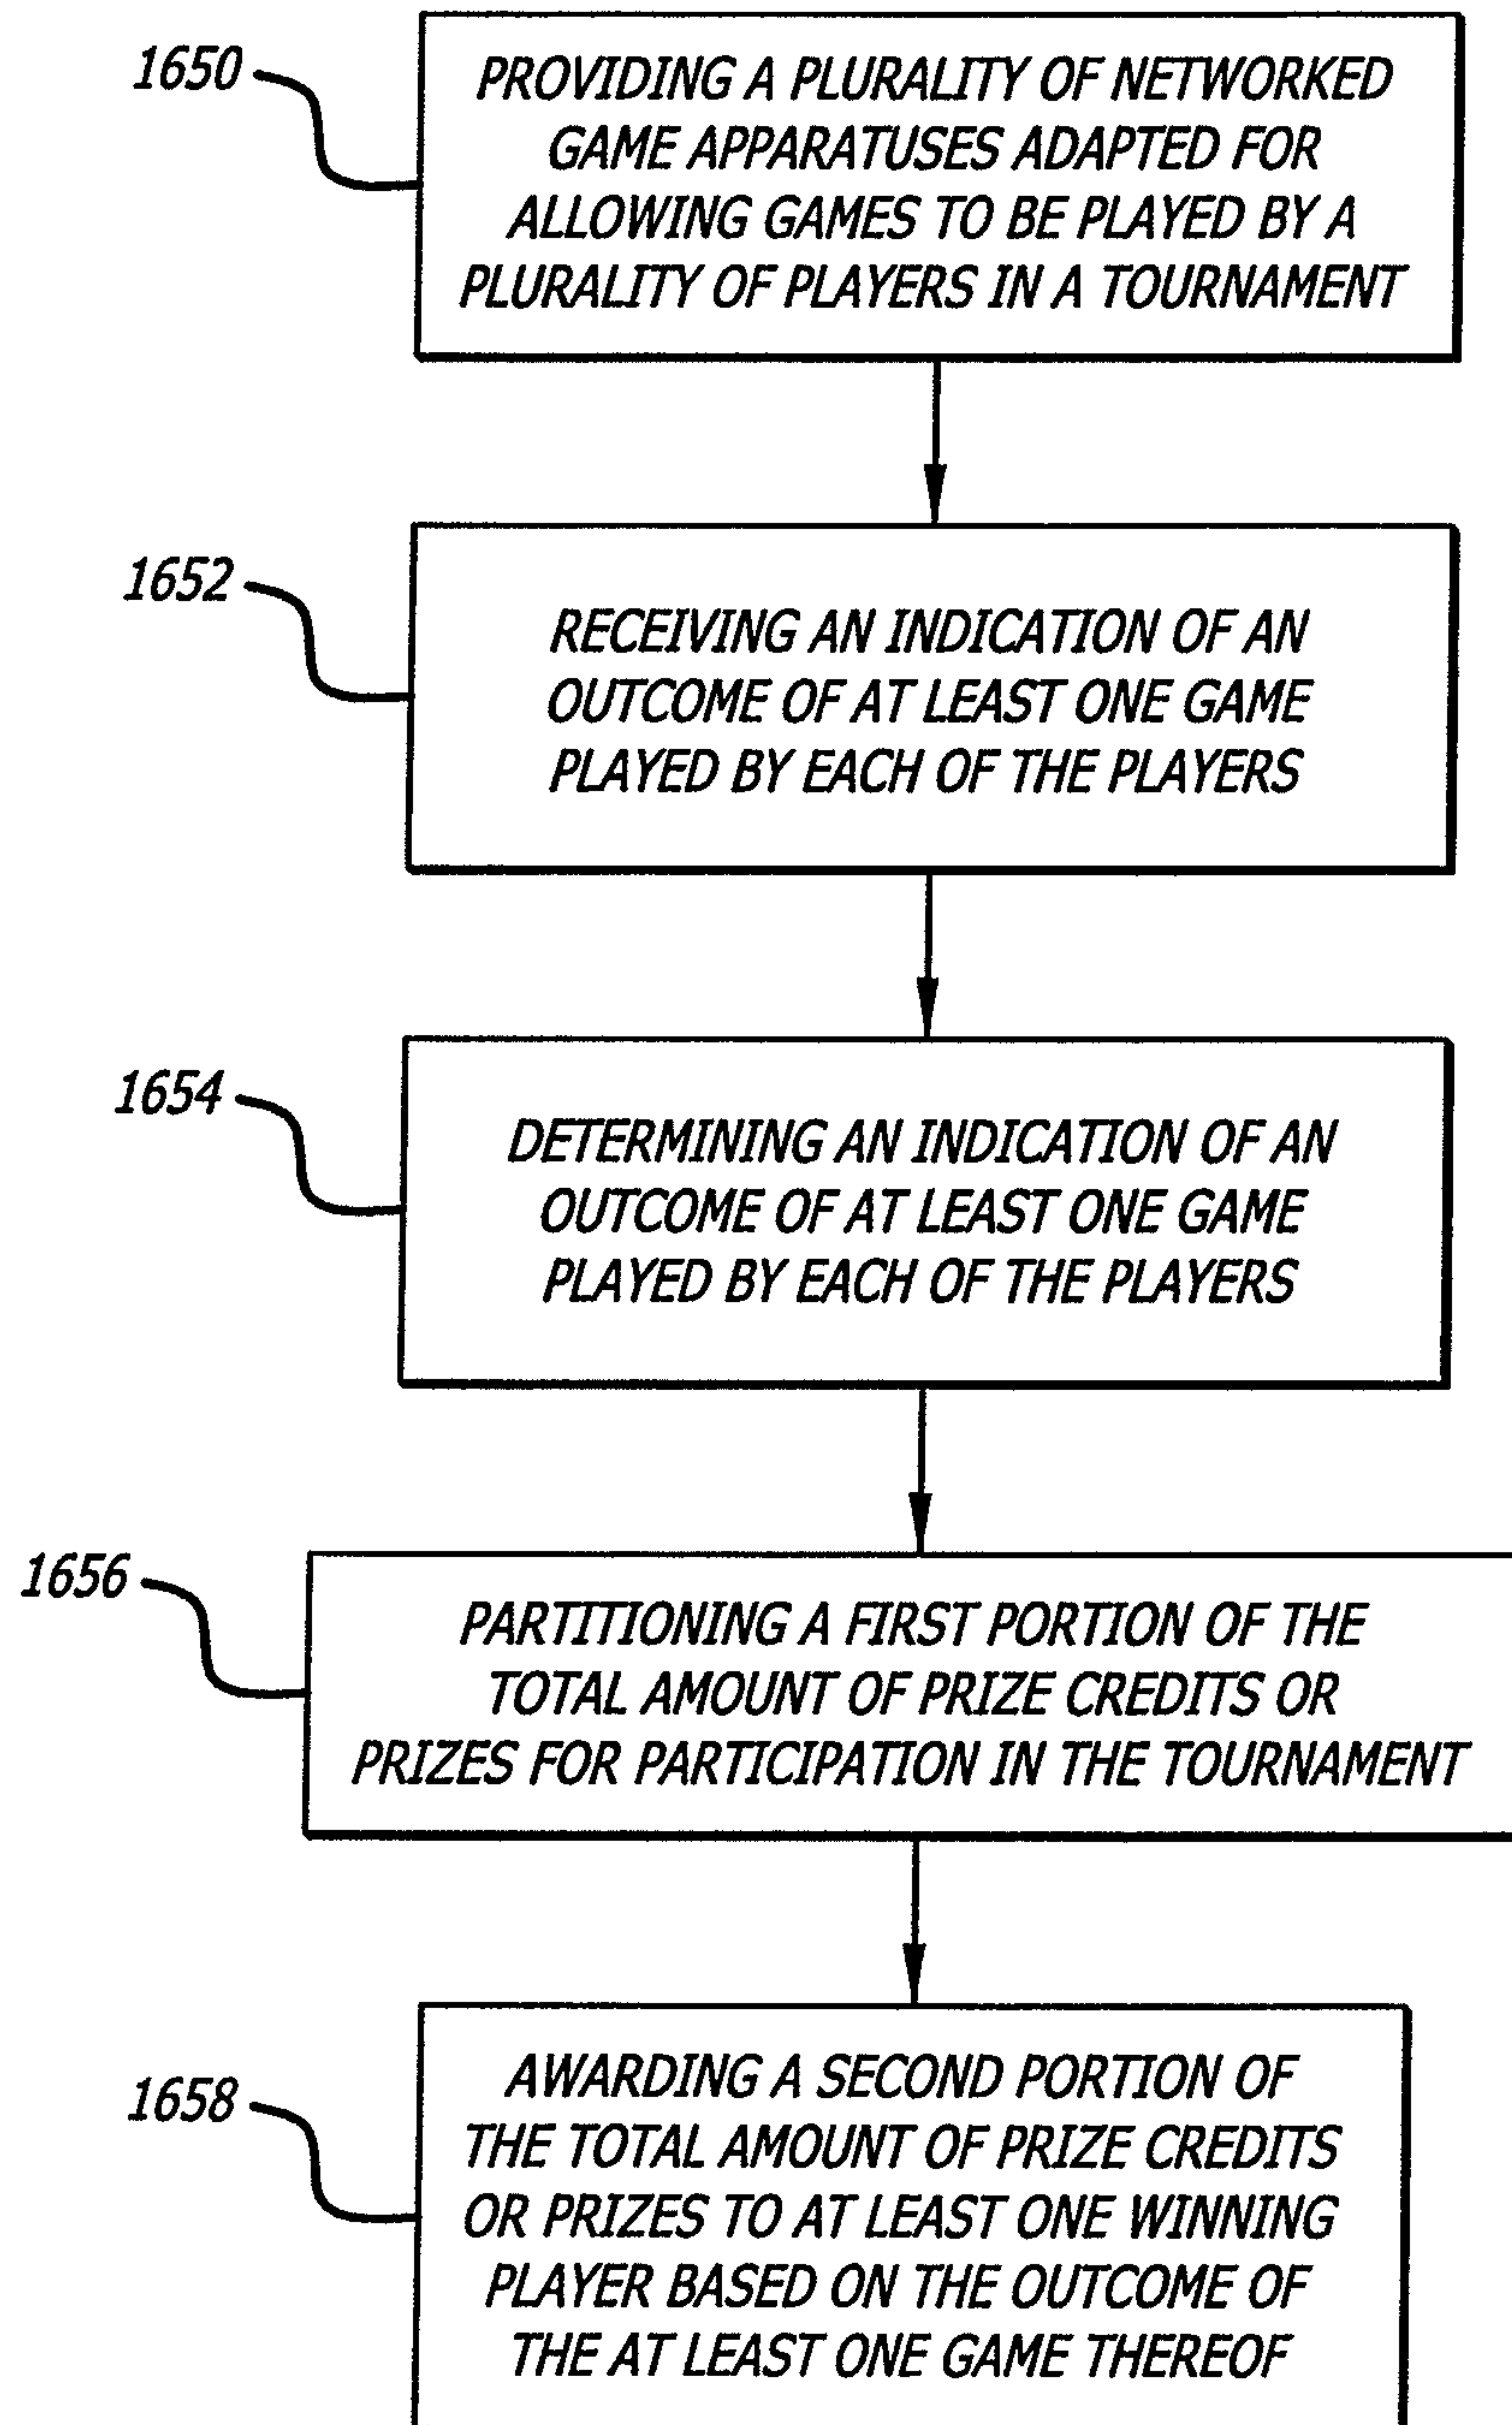 1650
PROVIDING A PLURALITY OF NETWORKED
GAME APPARATUSES ADAPTED FOR
ALLOWING GAMES TO BE PLAYED BY A
PLURALITY OF PLAYERS IN A TOURNAMENT
1652
RECEIVING AN INDICATION OF AN
OUTCOME OF AT LEAST ONE GAME
PLAYED BY EACH OF THE PLAYERS
1654
DETERMINING AN INDICATION OF AN
OUTCOME OF AT LEAST ONE GAME
PLAYED BY EACH OF THE PLAYERS
1656
PARTITIONING A FIRST PORTION OF THE
TOTAL AMOUNT OF PRIZE CREDITS OR
PRIZES FOR PARTICIPATION IN THE TOURNAMENT
1658
AWARDING A SECOND PORTION OF
THE TOTAL AMOUNT OF PRIZE CREDITS
OR PRIZES TO AT LEAST ONE WINNING
PLAYER BASED ON THE OUTCOME OF
THE AT LEAST ONE GAME THEREOF